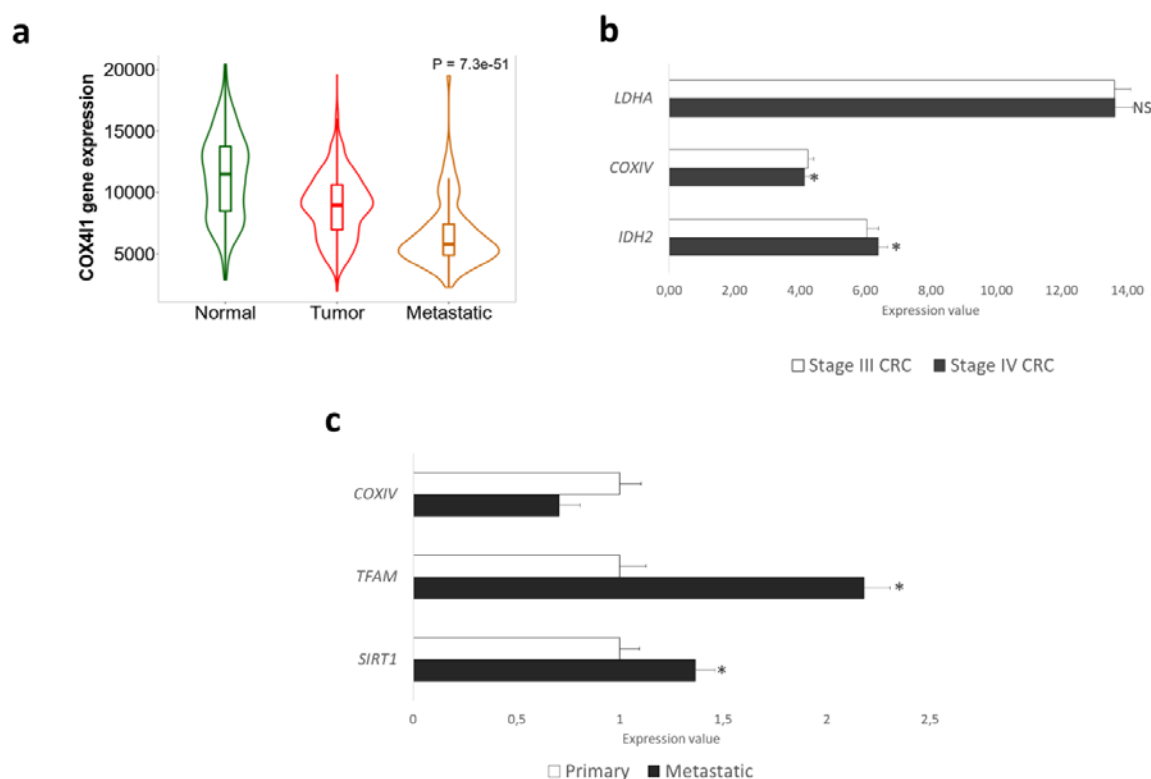 a
P = 7.3e-51
COX4I1 gene expression
20000
15000
10000
5000
Normal Tumor Metastatic
b
LDHA
NS
COXIV
*
IDH2
*
0,00 2,00 4,00 6,00 8,00 10,00 12,00 14,00
Expression value
Stage III CRC Stage IV CRC
c
COXIV
TFAM
*
SIRT1
*
0 0,5 1 1,5 2 2,5
Expression value
Primary Metastatic